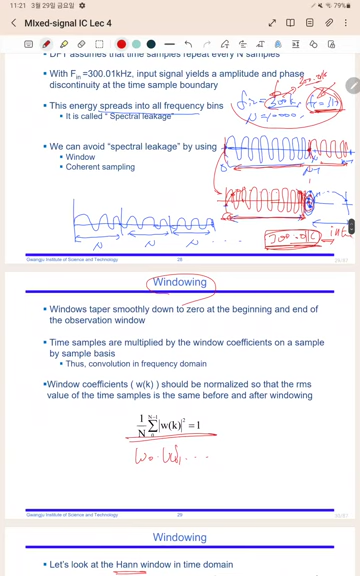 11:21 3월 29일 금요일
79%
MIxed-signal IC Lec 4
DFT assumes that time samples repeat every N samples
With Fin =300.01kHz, input signal yields a amplitude and phase
discontinuity at the time sample boundary
This energy spreads into all frequency bins
It is called "Spectral leakage"
We can avoid "spectral leakage" by using
Window
Coherent sampling
N N N ...
Gwangju Institute of Science and Technology
28
Windowing
Windows taper smoothly down to zero at the beginning and end of
the observation window
Time samples are multiplied by the window coefficients on a sample
by sample basis
Thus, convolution in frequency domain
Window coefficients ( w(k) ) should be normalized so that the rms
value of the time samples is the same before and after windowing
1/N N-1 Σ 0 |w(k)|² = 1
Gwangju Institute of Science and Technology
29
Windowing
Let's look at the Hann window in time domain